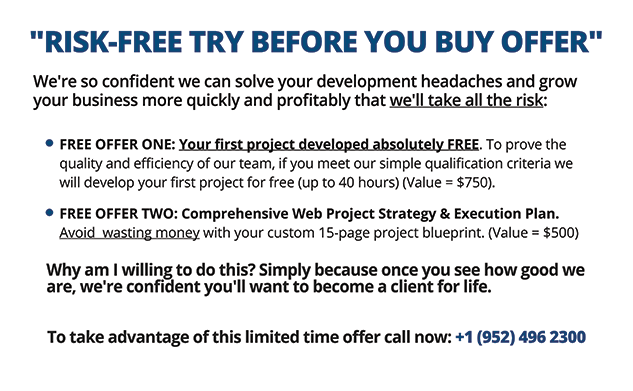 "RISK-FREE TRY BEFORE YOU BUY OFFER"
We're so confident we can solve your development headaches and grow
your business more quickly and profitably that we'll take all the risk:
• FREE OFFER ONE: Your first project developed absolutely FREE. To prove the
quality and efficiency of our team, if you meet our simple qualification criteria we
will develop your first project for free (up to 40 hours) (Value = $750).
• FREE OFFER TWO: Comprehensive Web Project Strategy & Execution Plan.
Avoid wasting money with your custom 15-page project blueprint. (Value = $500)
Why am I willing to do this? Simply because once you see how good we
are, we're confident you'll want to become a client for life.
To take advantage of this limited time offer call now: +1 (952) 496 2300